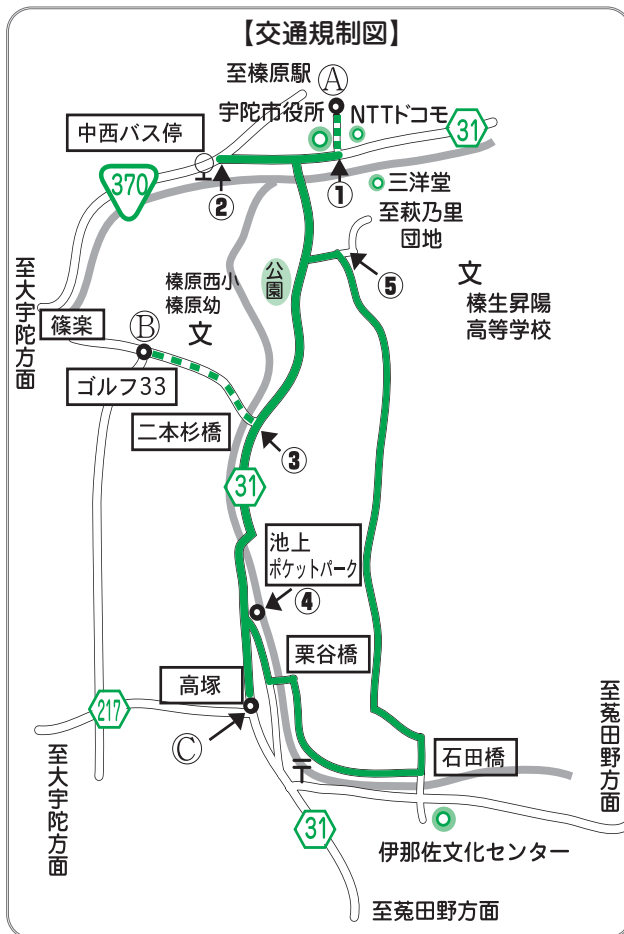 【交通規制図】
至榛原駅
Ⓐ
宇陀市役所
NTTドコモ
31
中西バス停
370
②
①
三洋堂
至萩乃里
団地
⑤
至大宇陀方面
榛原西小
榛原幼
文
公園
文
榛生昇陽
高等学校
篠楽
Ⓑ
ゴルフ33
二本杉橋
③
31
池上
ポケットパーク
④
栗谷橋
高塚
217
Ⓒ
至大宇陀方面
〒
石田橋
至菟田野方面
31
伊那佐文化センター
至菟田野方面